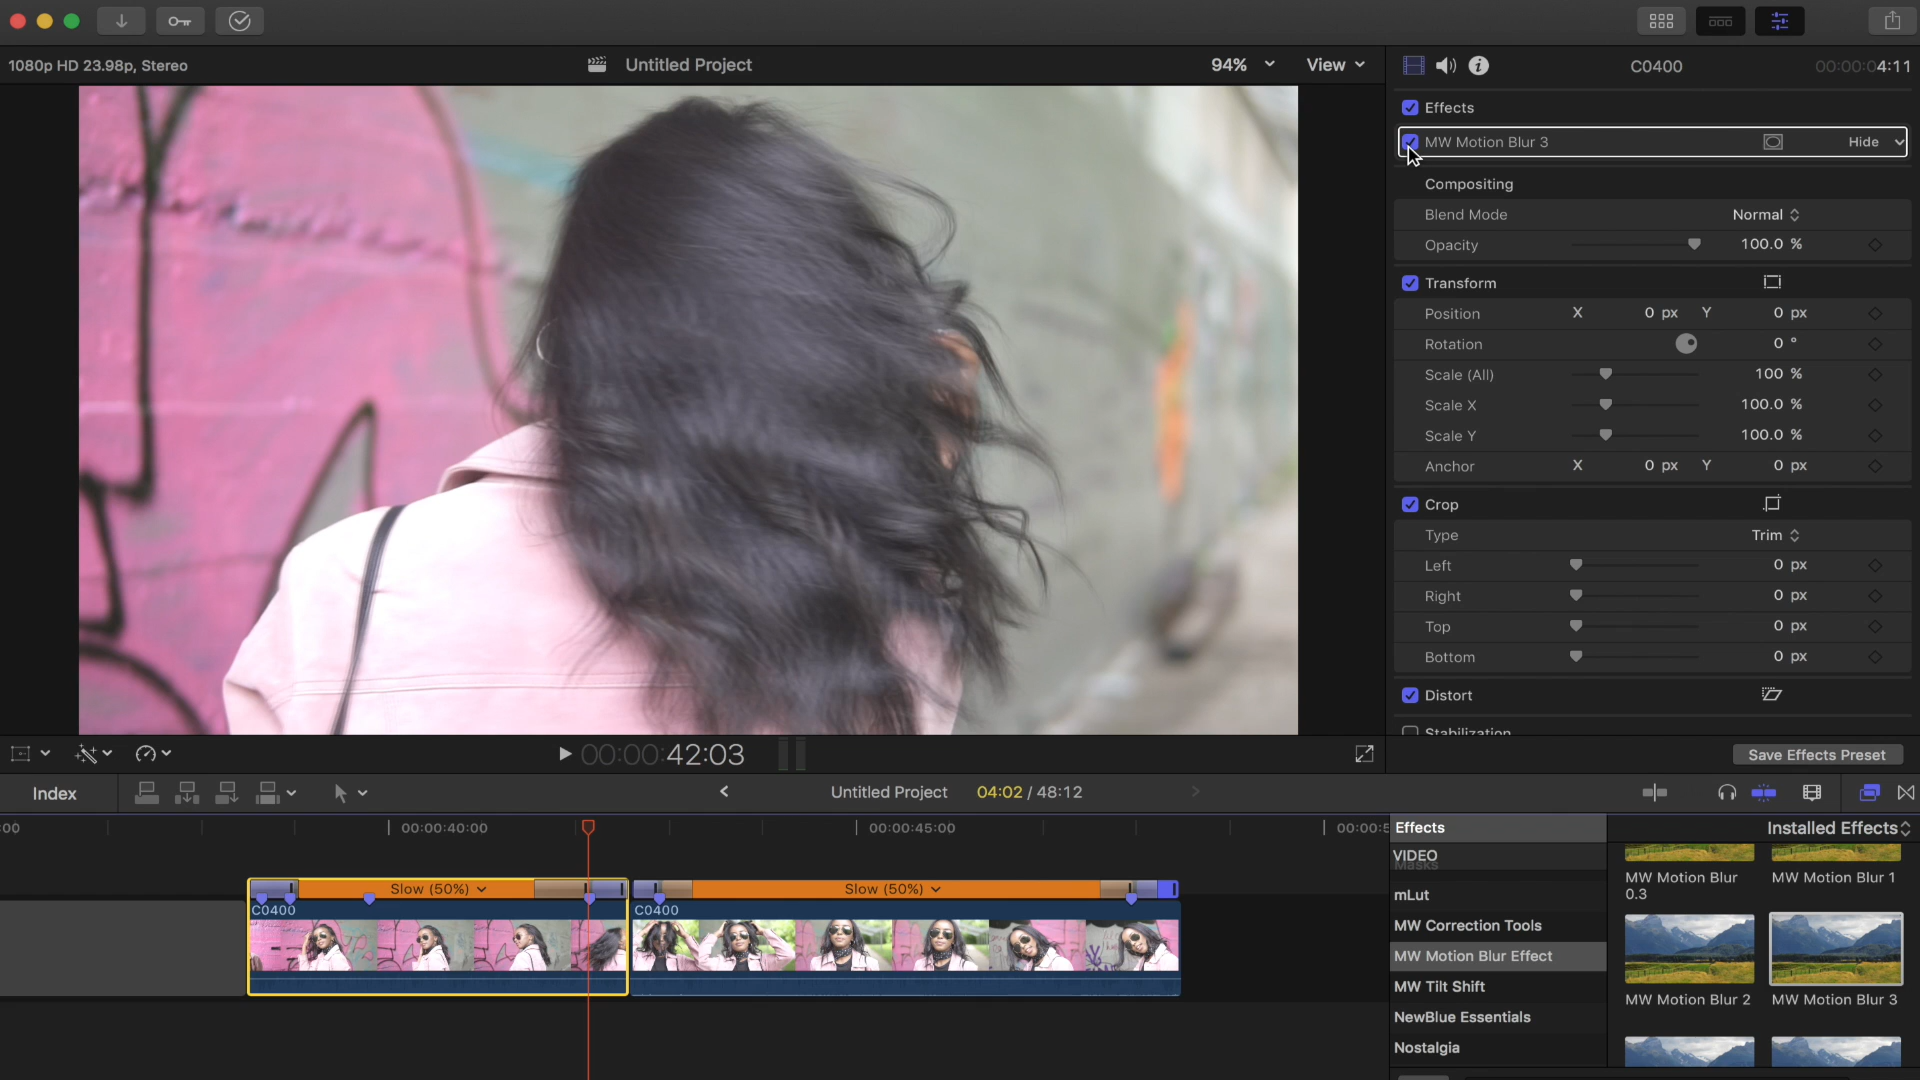 1080p HD 23.98p, Stereo
Untitled Project
94%
View
C0400
00:00:04:11
Effects
MW Motion Blur 3
Hide
Compositing
Blend Mode
Normal
Opacity
100.0 %
Transform
Position
X 0 px Y 0 px
Rotation
0 °
Scale (All)
100 %
Scale X
100.0 %
Scale Y
100.0 %
Anchor
X 0 px Y 0 px
Crop
Type
Trim
Left
0 px
Right
0 px
Top
0 px
Bottom
0 px
Distort
Stabilization
00:00:42:03
Save Effects Preset
Index
Untitled Project
04:02 / 48:12
:00
00:00:40:00
00:00:45:00
00:00:5
Effects
Installed Effects
VIDEO
Masks
mLut
MW Correction Tools
MW Motion Blur Effect
MW Tilt Shift
NewBlue Essentials
Nostalgia
MW Motion Blur
0.3
MW Motion Blur 1
MW Motion Blur 2
MW Motion Blur 3
Slow (50%)
Slow (50%)
C0400
C0400